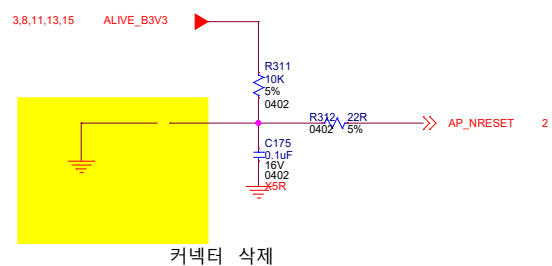 3,8,11,13,15 ALIVE_B3V3
R311
10K
5%
0402
R312 22R
0402 5%
AP_NRESET 2
C175
0.1uF
16V
0402
X5R
커넥터 삭제